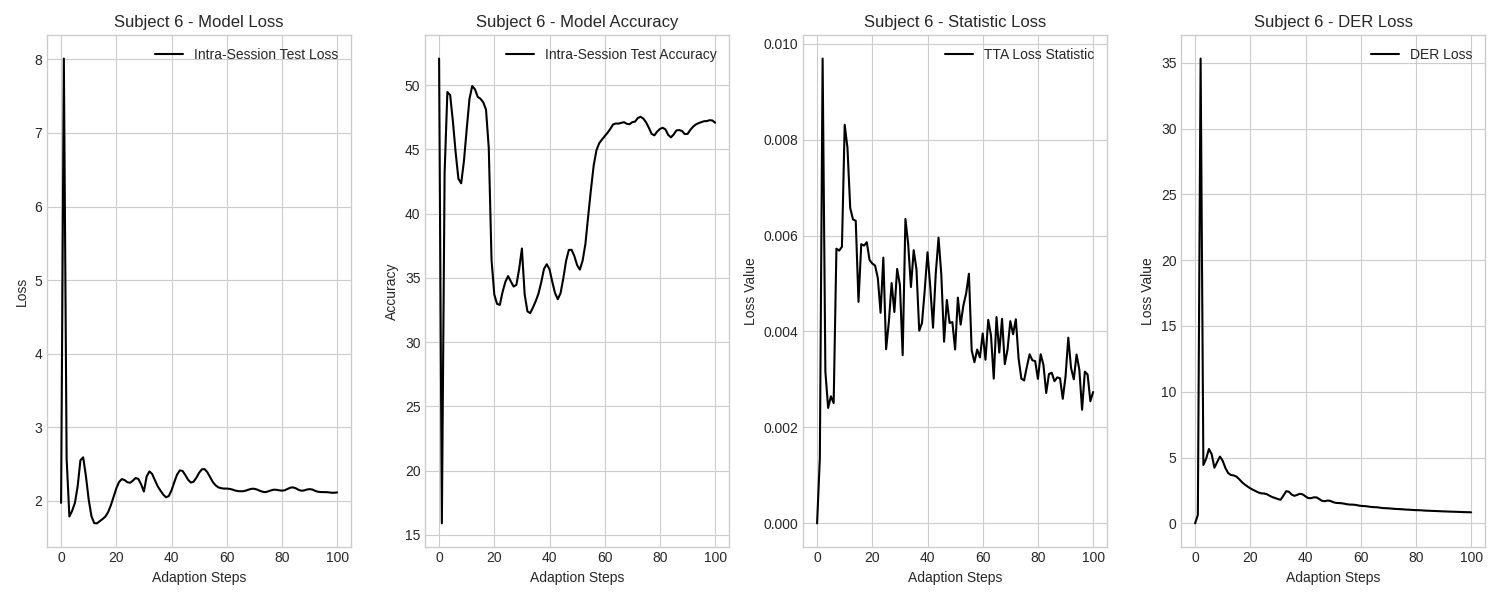 Subject 6 - Model Loss
Intra-Session Test Loss
8
7
6
5
4
3
2
Loss
0 20 40 60 80 100
Adaption Steps
Subject 6 - Model Accuracy
Intra-Session Test Accuracy
50
45
40
35
30
25
20
15
Accuracy
0 20 40 60 80 100
Adaption Steps
Subject 6 - Statistic Loss
TTA Loss Statistic
0.010
0.008
0.006
0.004
0.002
0.000
Loss Value
0 20 40 60 80 100
Adaption Steps
Subject 6 - DER Loss
DER Loss
35
30
25
20
15
10
5
0
Loss Value
0 20 40 60 80 100
Adaption Steps